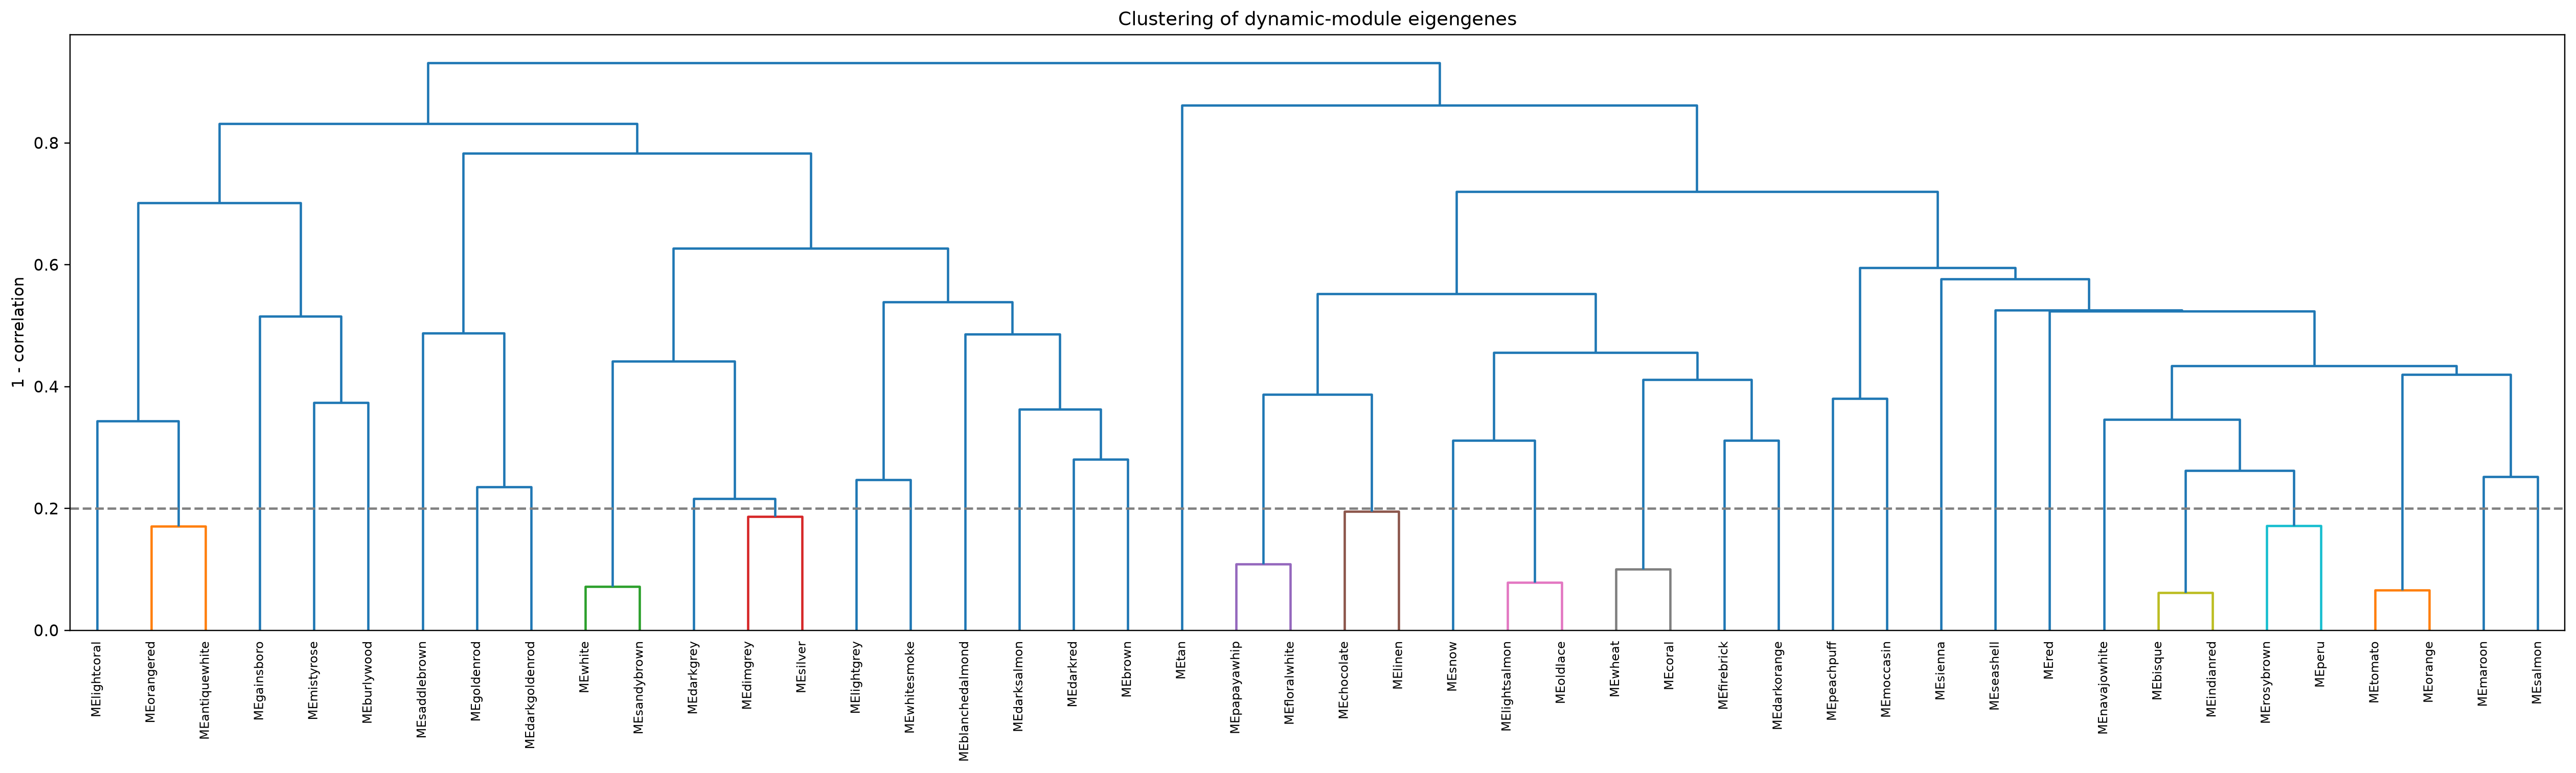 Clustering of dynamic-module eigengenes
1 - correlation
0.8
0.6
0.4
0.2
0.0
MElightcoral
MEorangered
MEantiquewhite
MEgainsboro
MEmistyrose
MEburlywood
MEsaddlebrown
MEgoldenrod
MEdarkgoldenrod
MEwhite
MEsandybrown
MEdarkgrey
MEdimgrey
MEsilver
MElightgrey
MEwhitesmoke
MEblanchedalmond
MEdarksalmon
MEdarkred
MEbrown
MEtan
MEpapayawhip
MEfloralwhite
MEchocolate
MElinen
MEsnow
MElightsalmon
MEoldlace
MEwheat
MEcoral
MEfirebrick
MEdarkorange
MEpeachpuff
MEmoccasin
MEsienna
MEseashell
MEred
MEnavajowhite
MEbisque
MEindianred
MErosybrown
MEperu
MEtomato
MEorange
MEmaroon
MEsalmon